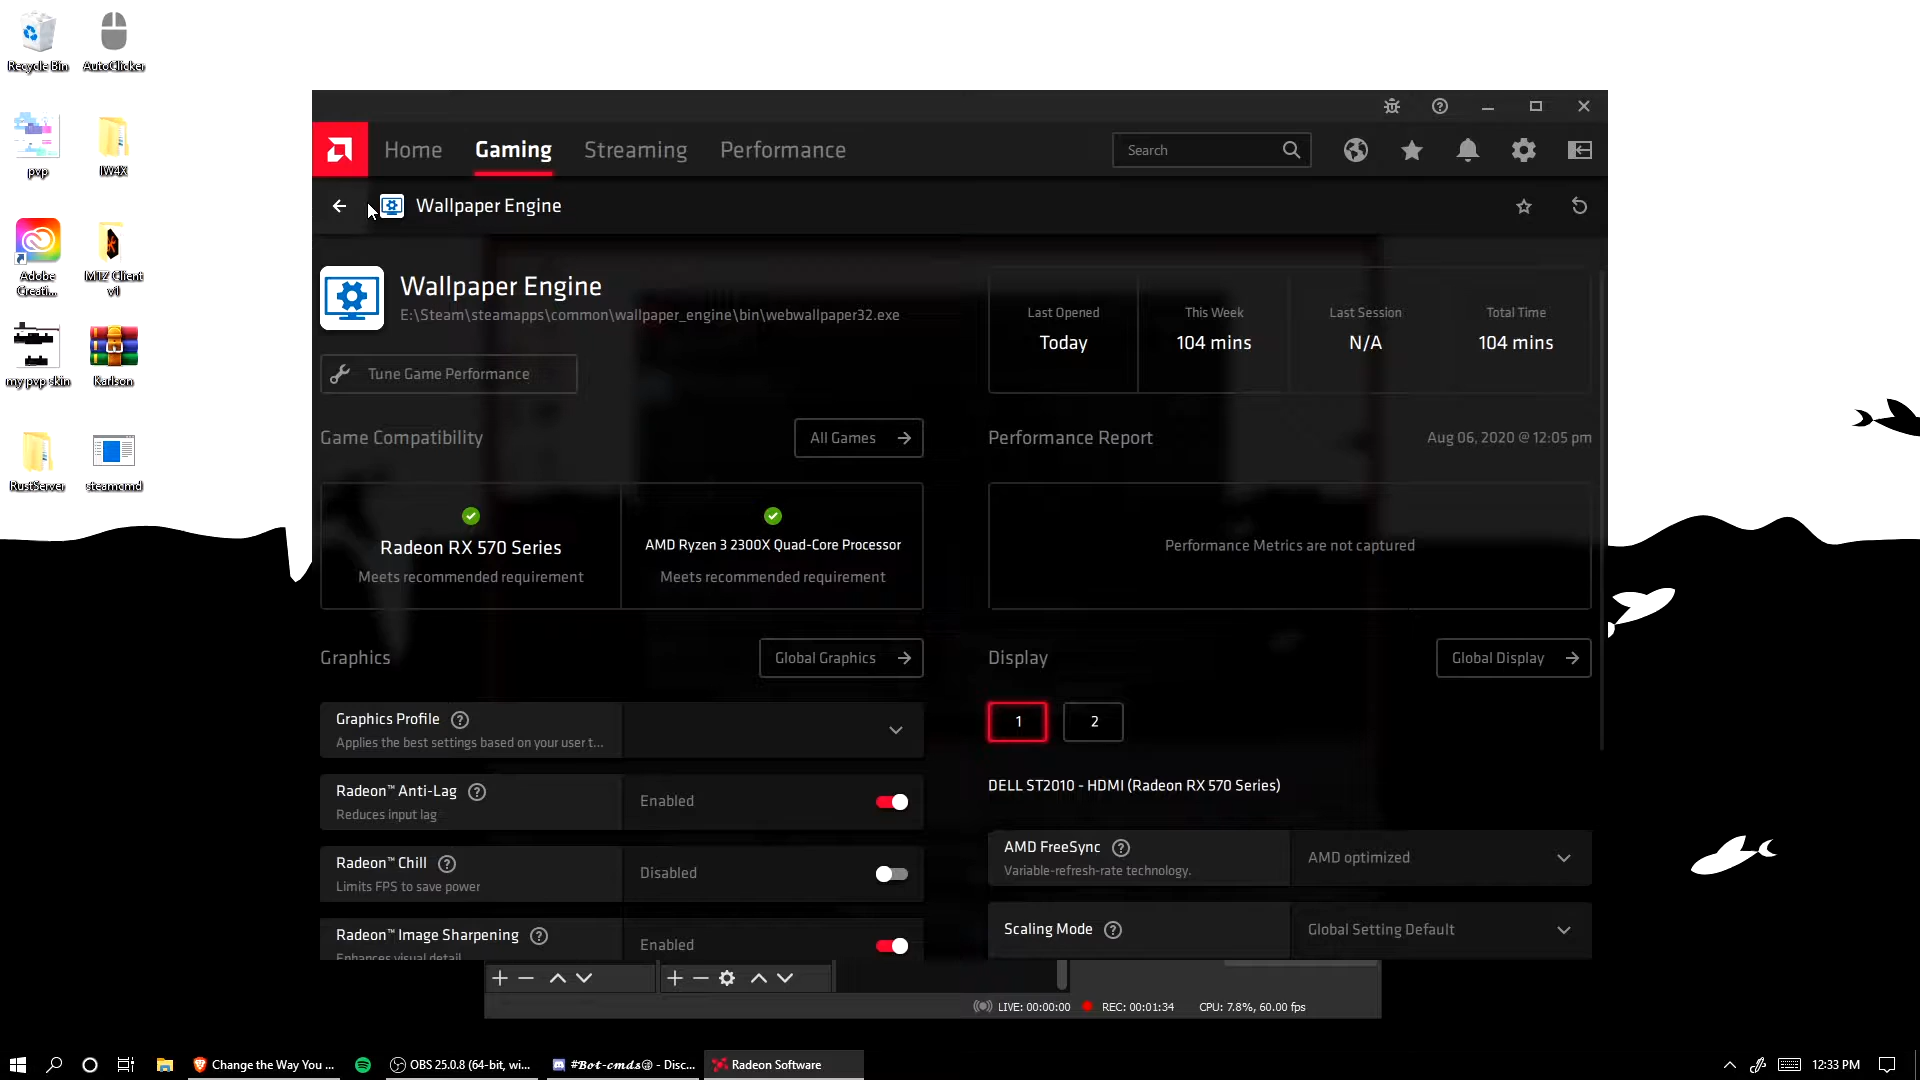 Recycle Bin
AutoClicker
pvp
IW4X
Adobe
Creati...
MTZ Client
v1
my pvp skin
Karlson
RustServer
steamcmd
Home
Gaming
Streaming
Performance
Search
Wallpaper Engine
Wallpaper Engine
E:\Steam\steamapps\common\wallpaper_engine\bin\webwallpaper32.exe
Tune Game Performance
Last Opened
Today
This Week
104 mins
Last Session
N/A
Total Time
104 mins
Game Compatibility
All Games
Radeon RX 570 Series
Meets recommended requirement
AMD Ryzen 3 2300X Quad-Core Processor
Meets recommended requirement
Performance Report
Aug 06, 2020 @ 12:05 pm
Performance Metrics are not captured
Graphics
Global Graphics
Graphics Profile
Applies the best settings based on your user t...
Radeon™ Anti-Lag
Reduces input lag
Enabled
Radeon™ Chill
Limits FPS to save power
Disabled
Radeon™ Image Sharpening
Enhances visual detail
Enabled
Display
Global Display
1
2
DELL ST2010 - HDMI (Radeon RX 570 Series)
AMD FreeSync
Variable-refresh-rate technology.
AMD optimized
Scaling Mode
Global Setting Default
LIVE: 00:00:00
REC: 00:01:34
CPU: 7.8%, 60.00 fps
Change the Way You ...
OBS 25.0.8 (64-bit, wi...
#𝓑𝓸𝓽-𝓬𝓶𝓭𝓼@ - Disc...
Radeon Software
12:33 PM